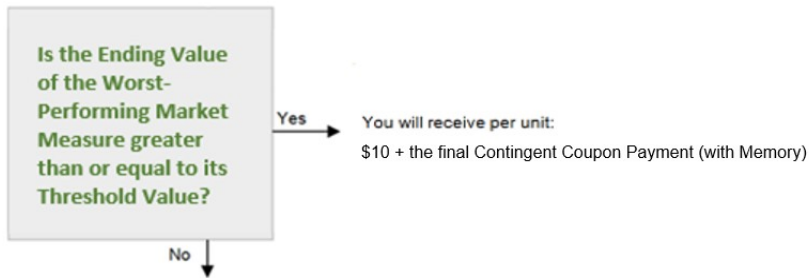 Is the Ending Value
of the Worst-
Performing Market
Measure greater
than or equal to its
Threshold Value?
Yes
You will receive per unit:
$10 + the final Contingent Coupon Payment (with Memory)
No